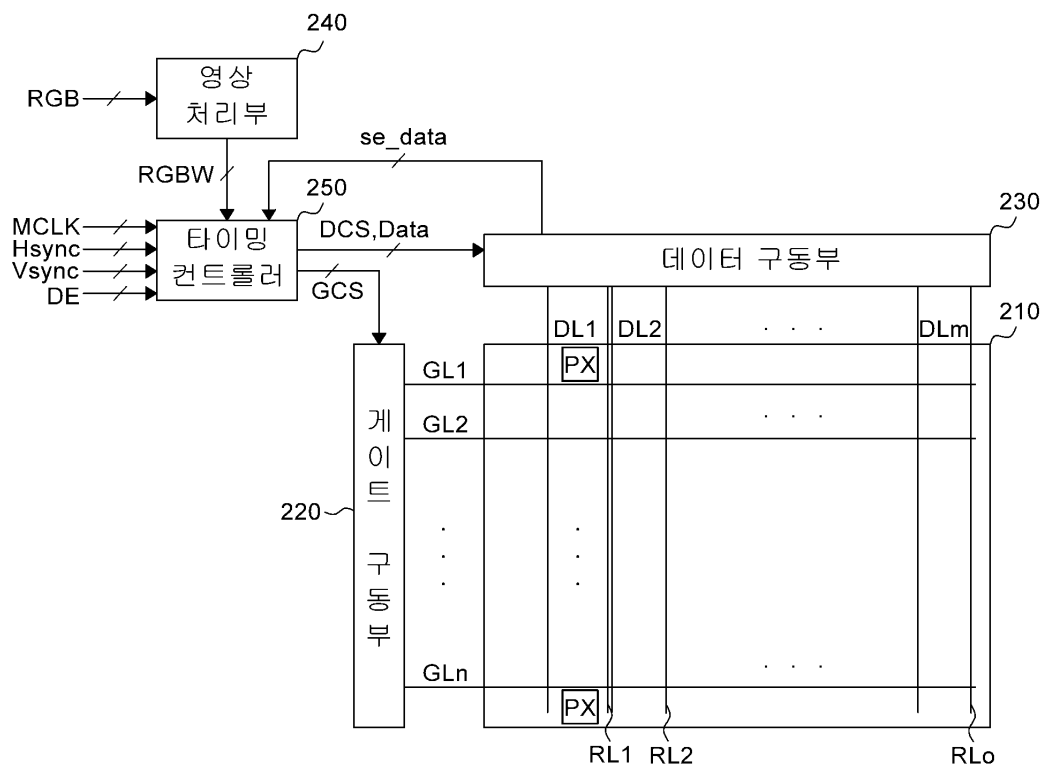 240
영상
처리부
RGB
se_data
RGBW
250
230
MCLK
Hsync
Vsync
DE
타이밍
컨트롤러
DCS,Data
GCS
데이터 구동부
210
DL1
DL2
. . .
DLm
PX
GL1
GL2
. . .
게이트 구동부
220
. . .
. . .
GLn
. . .
PX
RL1
RL2
RLo